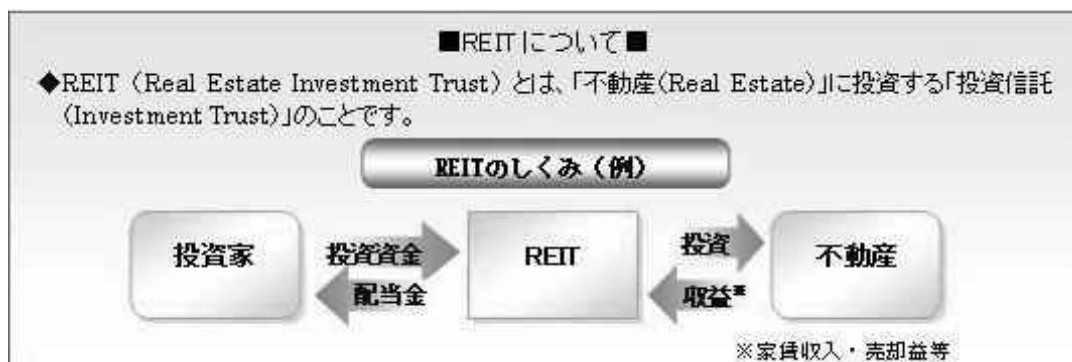 ■REITについて■
◆REIT（Real Estate Investment Trust）とは、「不動産(Real Estate)」に投資する「投資信託
(Investment Trust)」のことです。
REITのしくみ（例）
投資家
投資資金
配当金
REIT
投資
収益※
不動産
※家賃収入・売却益等